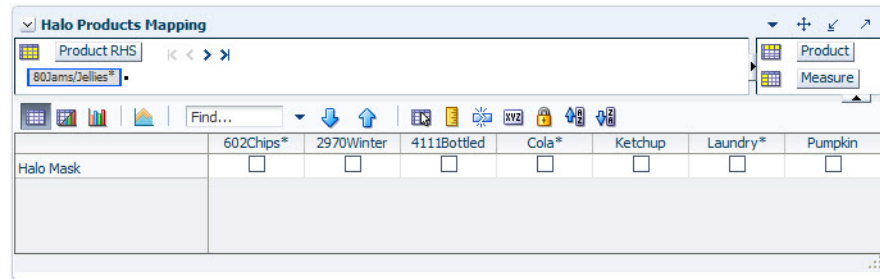 Halo Products Mapping
Product RHS
Product
80Jams/Jellies*
Measure
Find...
XYZ
602Chips* 2970Winter 4111Bottled Cola* Ketchup Laundry* Pumpkin
Halo Mask